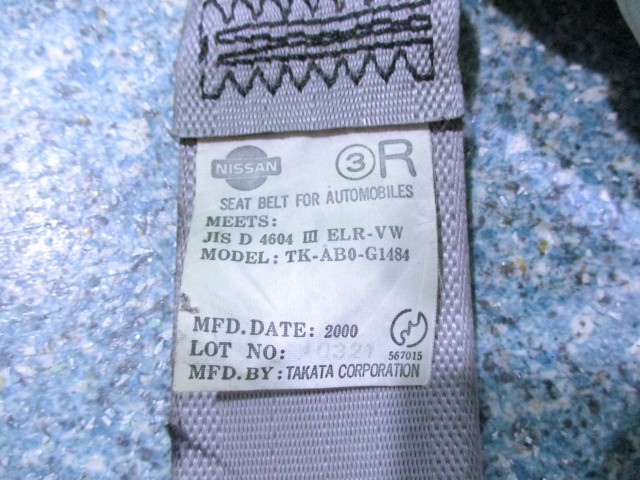 NISSAN
③R
SEAT BELT FOR AUTOMOBILES
MEETS:
JIS D 4604 III ELR-VW
MODEL: TK-AB0-G1484
MFD.DATE: 2000
LOT NO:
567015
MFD.BY: TAKATA CORPORATION